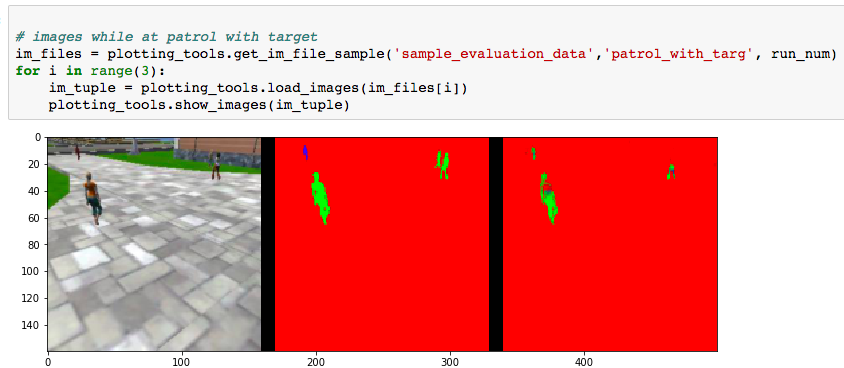 # images while at patrol with target
im_files = plotting_tools.get_im_file_sample('sample_evaluation_data','patrol_with_targ', run_num)
for i in range(3):
    im_tuple = plotting_tools.load_images(im_files[i])
    plotting_tools.show_images(im_tuple)
0
20
40
60
80
100
120
140
0 100 200 300 400